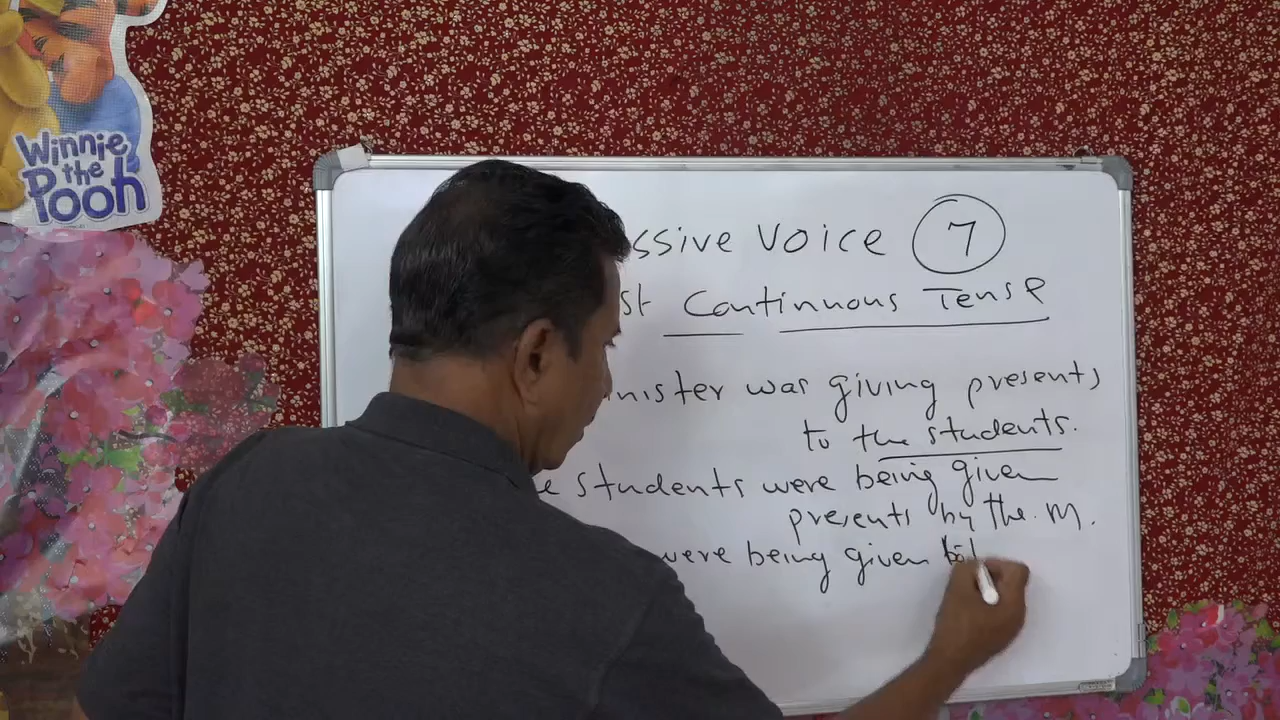 Winnie
the
Pooh
ssive Voice 7
st Continuous Tense
nister was giving presents
to the students.
e students were being given
presents by the M.
were being given